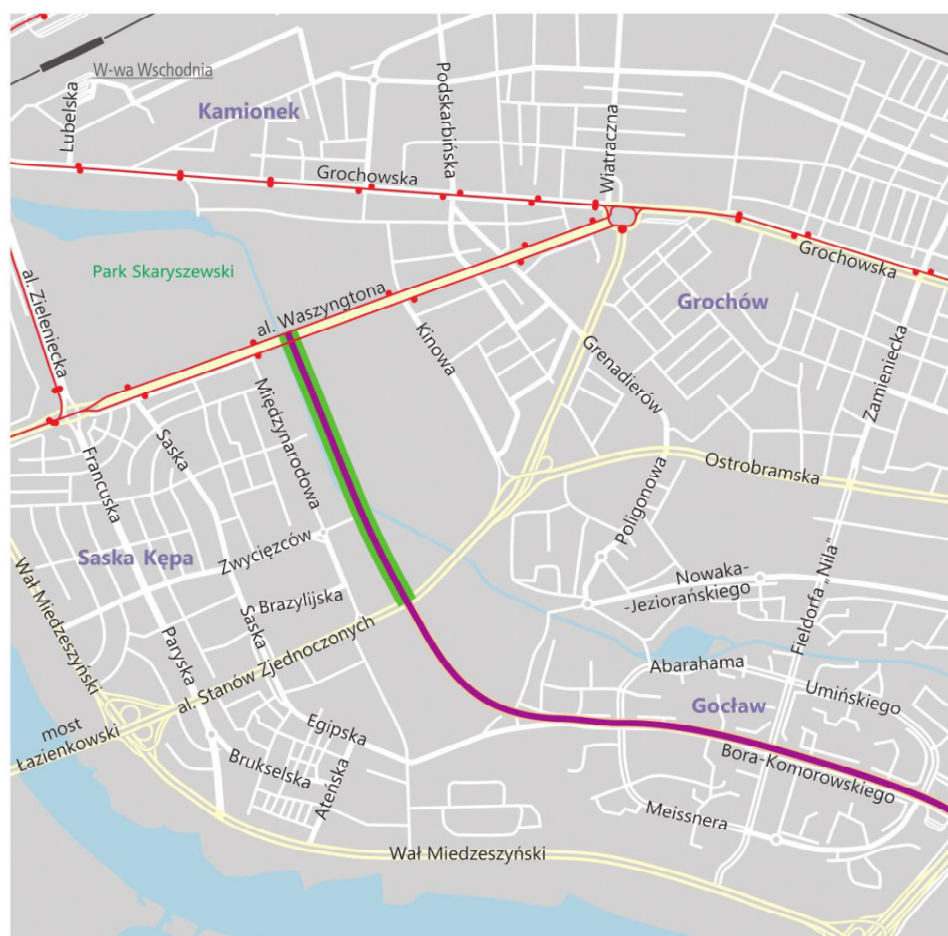 W-wa Wschodnia
Kamionek
Lubelska
Podskarbińska
Wiatraczna
Grochowska
Grochowska
Park Skaryszewski
al. Zieleniecka
al. Waszyngtona
Grochów
Kinowa
Grenadierów
Zamieniecka
Międzynarodowa
Saska
Francuska
Ostrobramska
Poligonowa
Zwycięzców
Saska Kępa
Nowaka-
-Jeziorańskiego
Fieldorfa „Nila“
Wał Miedzeszyński
Brazylijska
Saska
Paryska
al. Stanów Zjednoczonych
Abarahama
Umińskiego
Gocław
most
Łazienkowski
Egipska
Brukselska
Ateńska
Bora-Komorowskiego
Meissnera
Wał Miedzeszyński